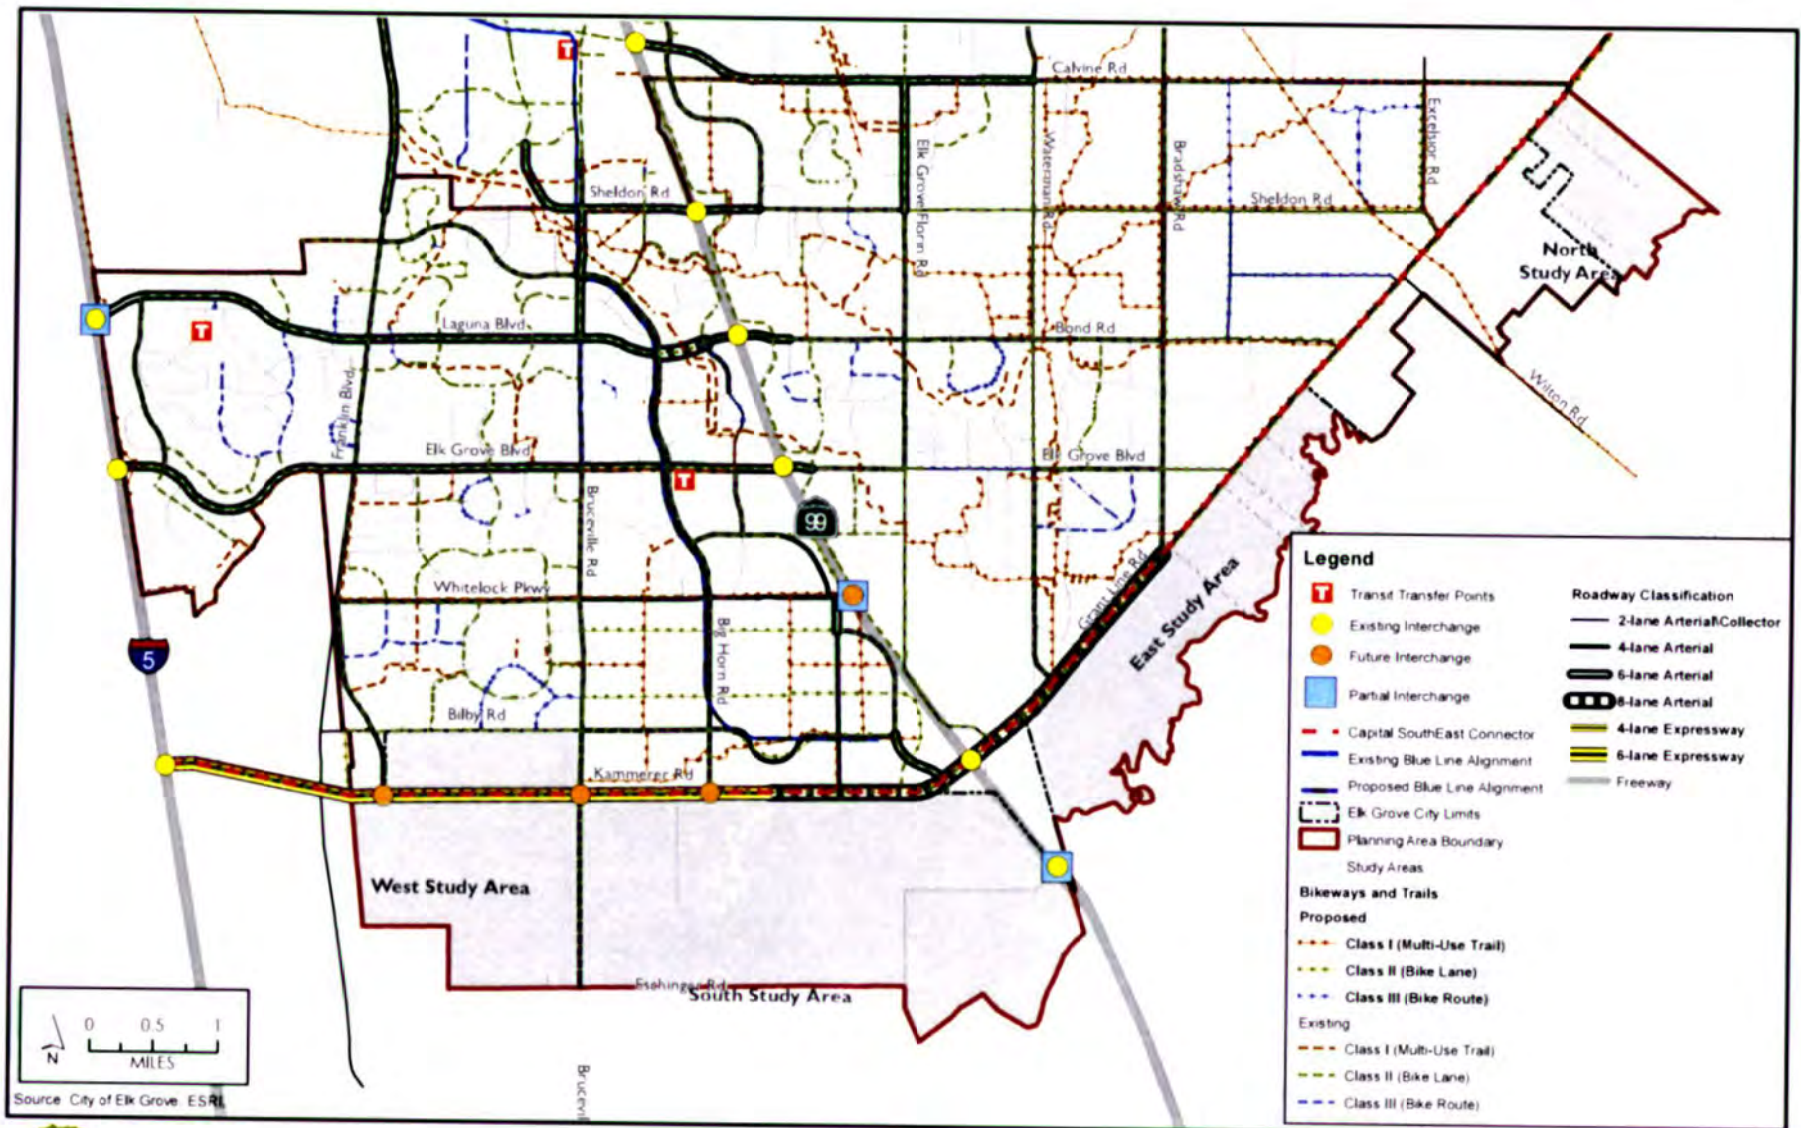 Calvine Rd
Excelsior Rd
Elk Grove Florin Rd
Waterman Rd
Bradshaw Rd
Sheldon Rd
Sheldon Rd
North
Study Area
Laguna Blvd
Bond Rd
Franklin Blvd
Wilton Rd
Elk Grove Blvd
Elk Grove Blvd
99
Bruceville Rd
Grant Line Rd
East Study Area
Whitelock Pkwy
Big Horn Rd
5
Bilby Rd
Kammerer Rd
West Study Area
Eschinger Rd
South Study Area
Brucevil
0 0.5 1
MILES
N
Source City of Elk Grove ESRI
Legend
T Transit Transfer Points
Existing Interchange
Future Interchange
Partial Interchange
Capital SouthEast Connector
Existing Blue Line Alignment
Proposed Blue Line Alignment
Elk Grove City Limits
Planning Area Boundary
Study Areas
Bikeways and Trails
Proposed
Class I (Multi-Use Trail)
Class II (Bike Lane)
Class III (Bike Route)
Existing
Class I (Multi-Use Trail)
Class II (Bike Lane)
Class III (Bike Route)
Roadway Classification
2-lane Arterial\Collector
4-lane Arterial
6-lane Arterial
8-lane Arterial
4-lane Expressway
6-lane Expressway
Freeway
T
T
T